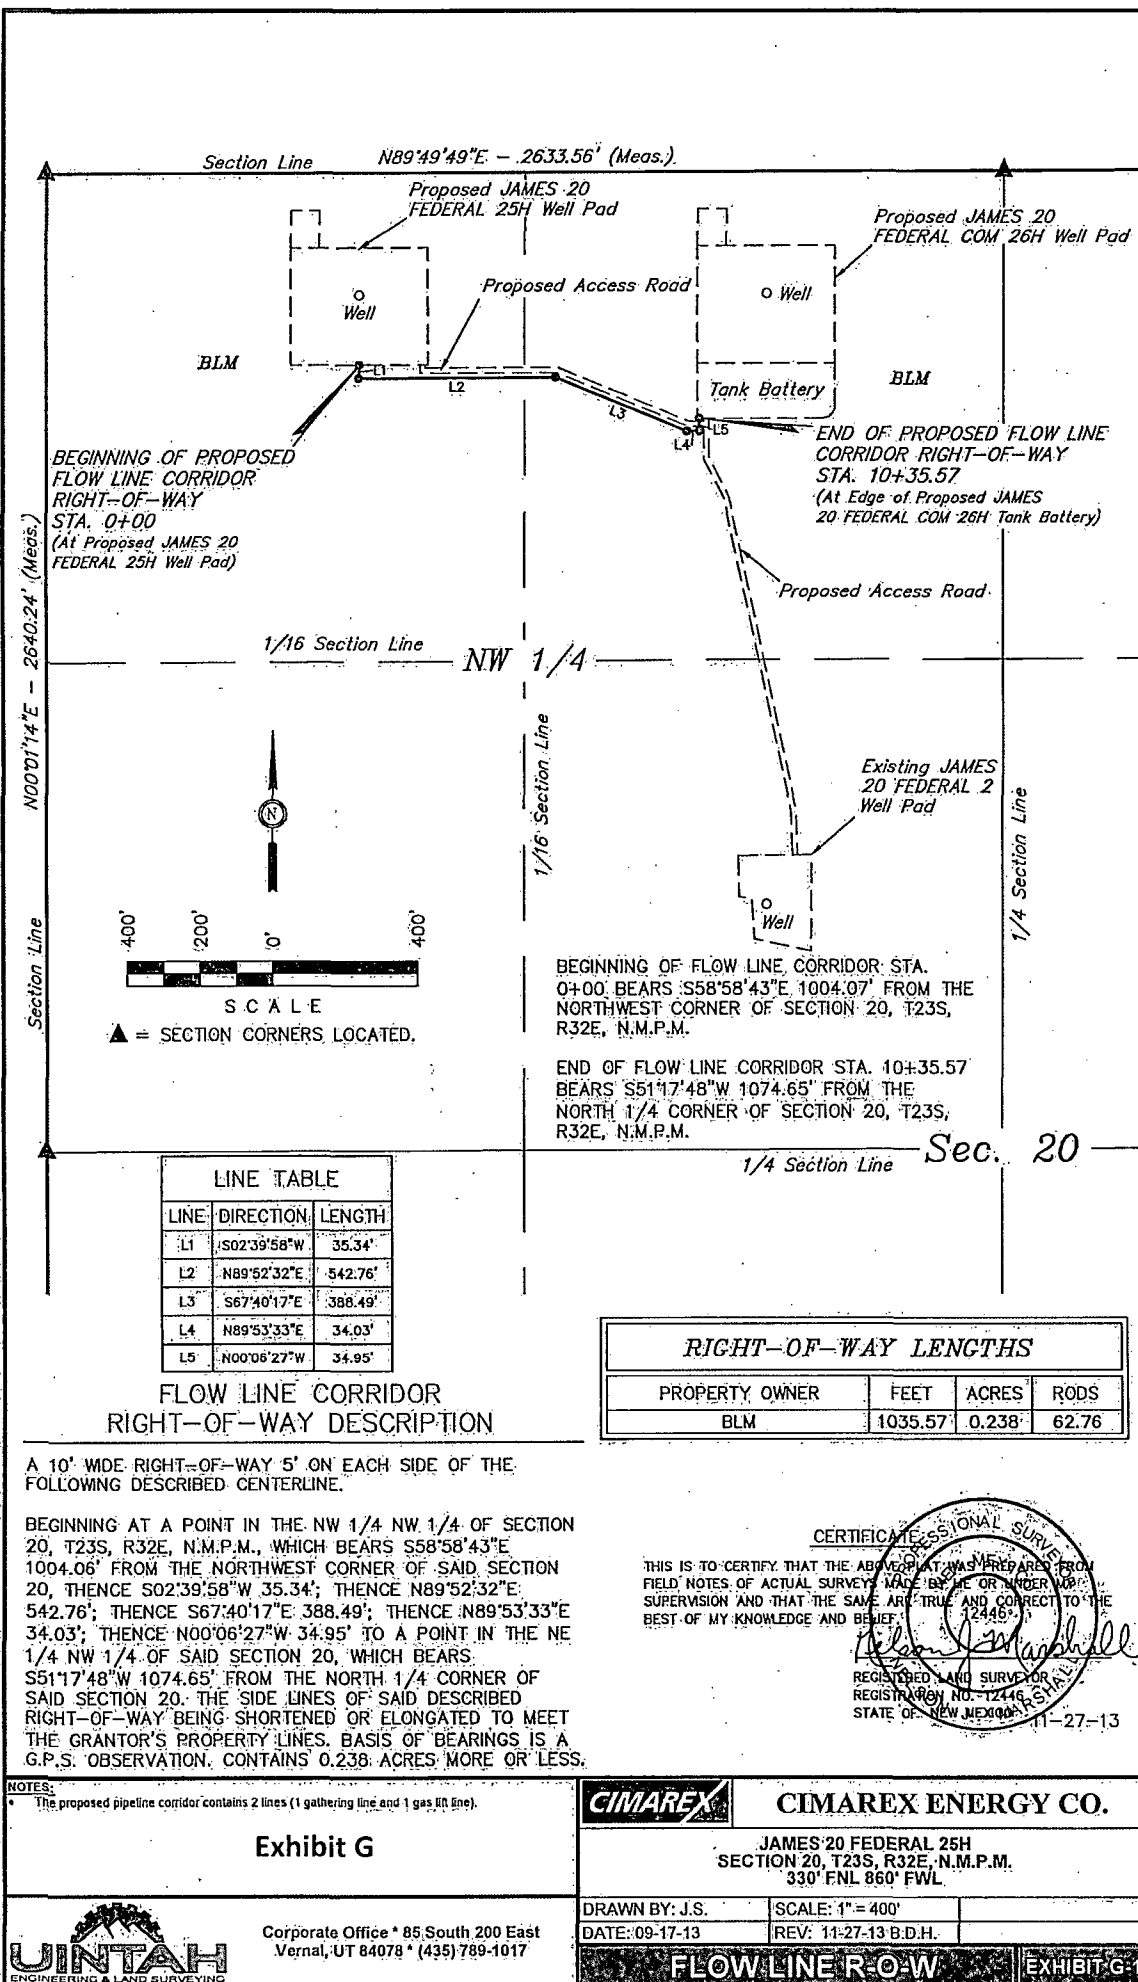 Section Line
N89°49'49"E - 2633.56' (Meas.)
Proposed JAMES 20
FEDERAL 25H Well Pad
Proposed JAMES 20
FEDERAL COM 26H Well Pad
Proposed Access Road
Well
Well
BLM
L1
L2
L3
L4
L5
Tank Battery
BLM
BEGINNING OF PROPOSED
FLOW LINE CORRIDOR
RIGHT-OF-WAY
STA. 0+00
(At Proposed JAMES 20
FEDERAL 25H Well Pad)
END OF PROPOSED FLOW LINE
CORRIDOR RIGHT-OF-WAY
STA. 10+35.57
(At Edge of Proposed JAMES
20 FEDERAL COM 26H Tank Battery)
N00°01'14"E - 2640.24' (Meas.)
Section Line
Proposed Access Road
1/16 Section Line
NW 1/4
1/16 Section Line
Existing JAMES
20 FEDERAL 2
Well Pad
1/4 Section Line
Well
N
400'
200'
0'
400'
SCALE
▲ = SECTION CORNERS LOCATED.
BEGINNING OF FLOW LINE CORRIDOR STA.
0+00 BEARS S58°58'43"E 1004.07' FROM THE
NORTHWEST CORNER OF SECTION 20, T23S,
R32E, N.M.P.M.
END OF FLOW LINE CORRIDOR STA. 10+35.57
BEARS S51°17'48"W 1074.65' FROM THE
NORTH 1/4 CORNER OF SECTION 20, T23S,
R32E, N.M.P.M.
1/4 Section Line
Sec. 20
LINE TABLE
LINE DIRECTION LENGTH
L1 S02°39'58"W 35.34'
L2 N89°52'32"E 542.76'
L3 S67°40'17"E 388.49'
L4 N89°53'33"E 34.03'
L5 N00°06'27"W 34.95'
RIGHT-OF-WAY LENGTHS
PROPERTY OWNER FEET ACRES RODS
BLM 1035.57 0.238 62.76
FLOW LINE CORRIDOR
RIGHT-OF-WAY DESCRIPTION
A 10' WIDE RIGHT-OF-WAY 5' ON EACH SIDE OF THE
FOLLOWING DESCRIBED CENTERLINE.
BEGINNING AT A POINT IN THE NW 1/4 NW 1/4 OF SECTION
20, T23S, R32E, N.M.P.M., WHICH BEARS S58°58'43"E
1004.06' FROM THE NORTHWEST CORNER OF SAID SECTION
20, THENCE S02°39'58"W 35.34'; THENCE N89°52'32"E
542.76'; THENCE S67°40'17"E 388.49'; THENCE N89°53'33"E
34.03'; THENCE N00°06'27"W 34.95' TO A POINT IN THE NE
1/4 NW 1/4 OF SAID SECTION 20, WHICH BEARS
S51°17'48"W 1074.65' FROM THE NORTH 1/4 CORNER OF
SAID SECTION 20. THE SIDE LINES OF SAID DESCRIBED
RIGHT-OF-WAY BEING SHORTENED OR ELONGATED TO MEET
THE GRANTOR'S PROPERTY LINES. BASIS OF BEARINGS IS A
G.P.S. OBSERVATION. CONTAINS 0.238 ACRES MORE OR LESS.
CERTIFICATE
THIS IS TO CERTIFY THAT THE ABOVE PLAT WAS PREPARED FROM
FIELD NOTES OF ACTUAL SURVEYS MADE BY ME OR UNDER MY
SUPERVISION AND THAT THE SAME ARE TRUE AND CORRECT TO THE
BEST OF MY KNOWLEDGE AND BELIEF.
12446
Nelson J. Marshall
REGISTERED LAND SURVEYOR
REGISTRATION NO. 12446
STATE OF NEW MEXICO
11-27-13
NOTES:
• The proposed pipeline corridor contains 2 lines (1 gathering line and 1 gas lift line).
Exhibit G
CIMAREX
CIMAREX ENERGY CO.
JAMES 20 FEDERAL 25H
SECTION 20, T23S, R32E, N.M.P.M.
330' FNL 860' FWL
DRAWN BY: J.S.
SCALE: 1" = 400'
DATE: 09-17-13
REV: 11-27-13 B.D.H.
FLOW LINE R-O-W
EXHIBIT G
UINTAH
ENGINEERING & LAND SURVEYING
Corporate Office * 85 South 200 East
Vernal, UT 84078 * (435) 789-1017